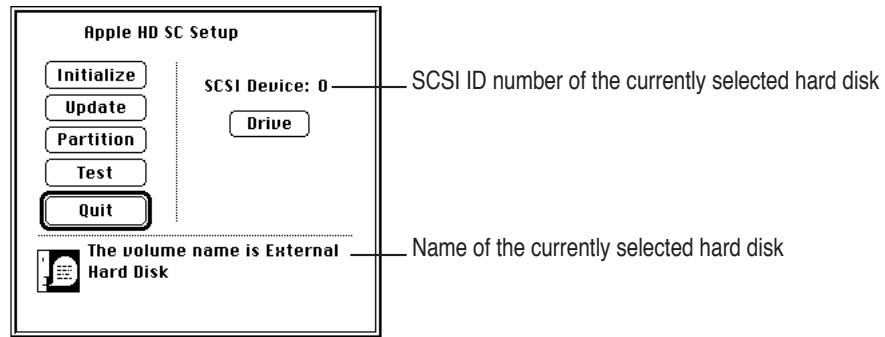 Apple HD SC Setup
Initialize
Update
Partition
Test
Quit
SCSI Device: 0
Drive
The volume name is External
Hard Disk
SCSI ID number of the currently selected hard disk
Name of the currently selected hard disk